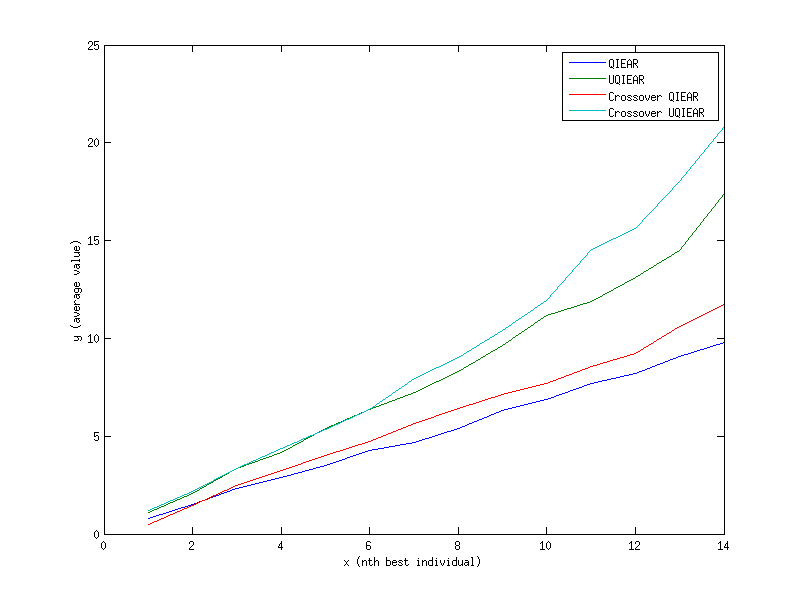 25
20
15
10
5
0
y (average value)
0 2 4 6 8 10 12 14
x (nth best individual)
QIEAR
UQIEAR
Crossover QIEAR
Crossover UQIEAR